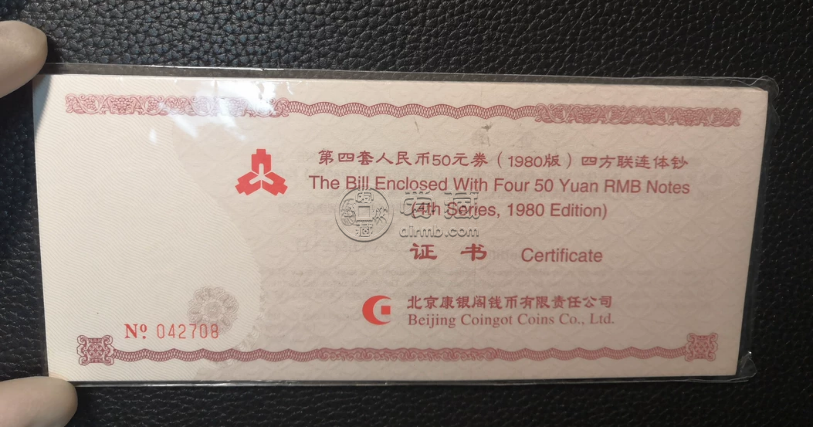 第四套人民币50元券（1980版）四方联连体钞
The Bill Enclosed With Four 50 Yuan RMB Notes
(4th Series, 1980 Edition)
dirmb.com
证书 Certificate
北京康银阁钱币有限责任公司
Beijing Coingot Coins Co., Ltd.
Nº 042708